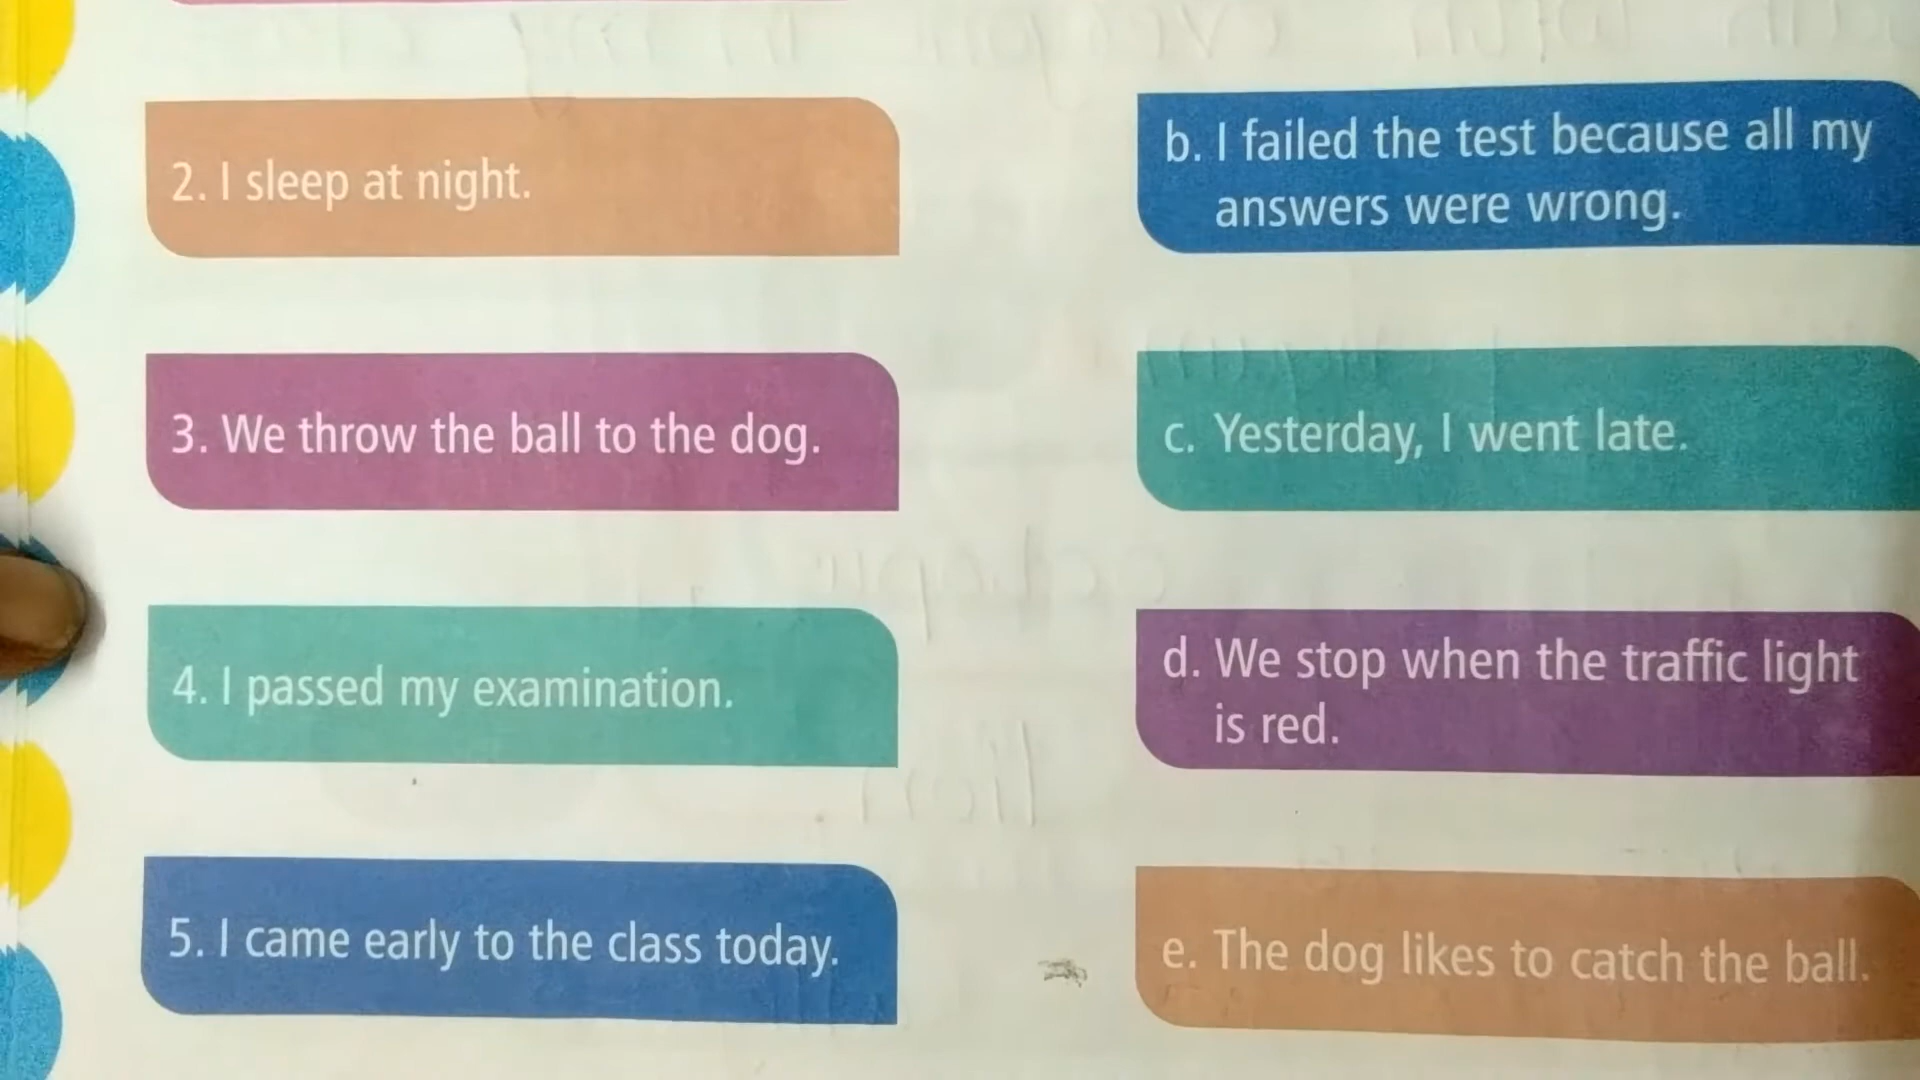 2. I sleep at night.
3. We throw the ball to the dog.
4. I passed my examination.
5. I came early to the class today.
b. I failed the test because all my
answers were wrong.
c. Yesterday, I went late.
d. We stop when the traffic light
is red.
e. The dog likes to catch the ball.